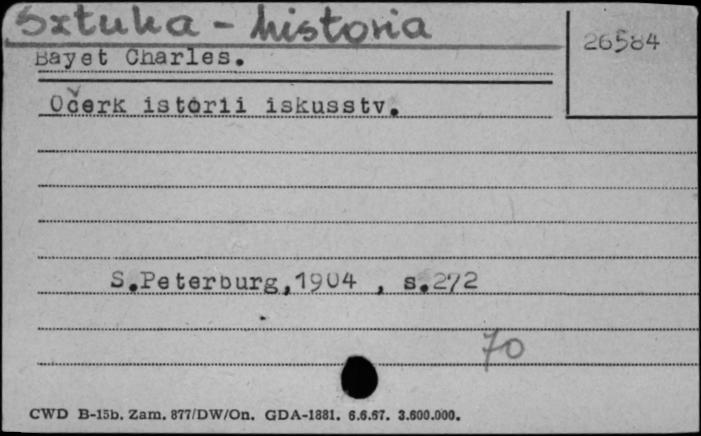 Sztuka - historia
26584
Bayet Charles.
Očerk istórii iskusstv.
S.Peterburg,1904 , s.272
70
CWD B-15b. Zam. 877/DW/On. GDA-1881. 6.6.67. 3.600.000.